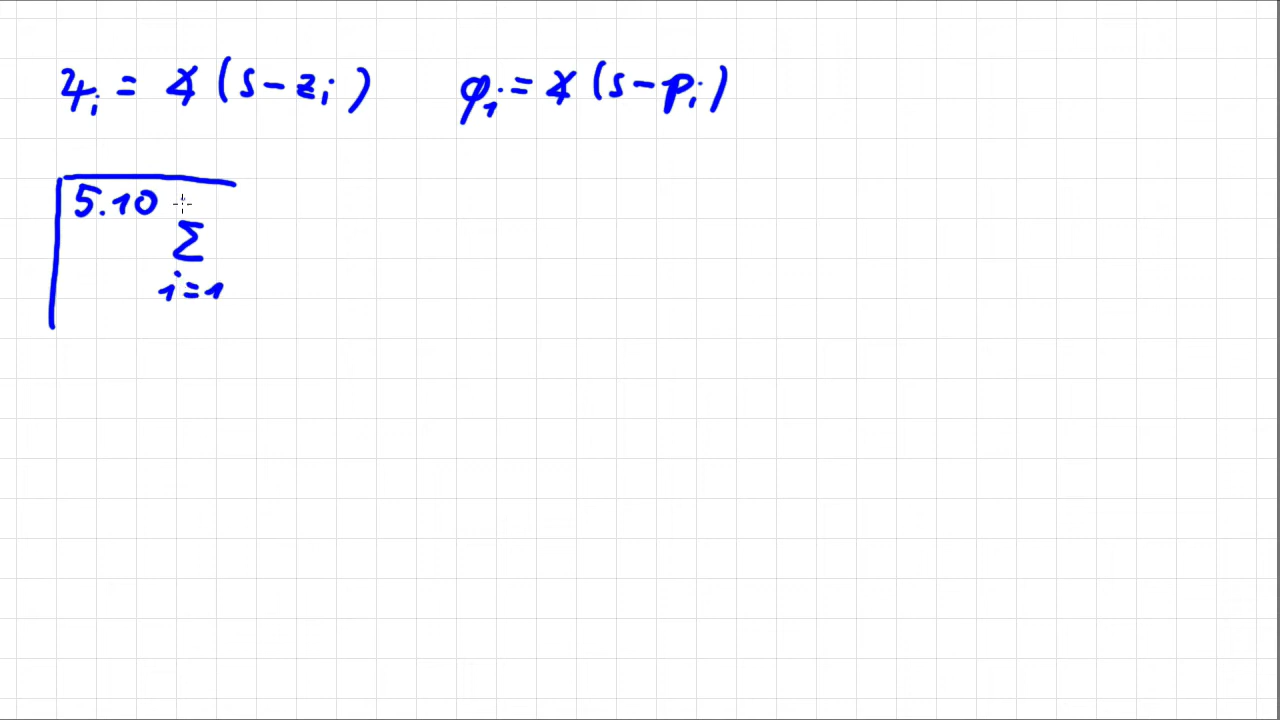 ψᵢ = ∡ (s − zᵢ) φᵢ = ∡ (s − pᵢ)
5.10
Σ
i=1